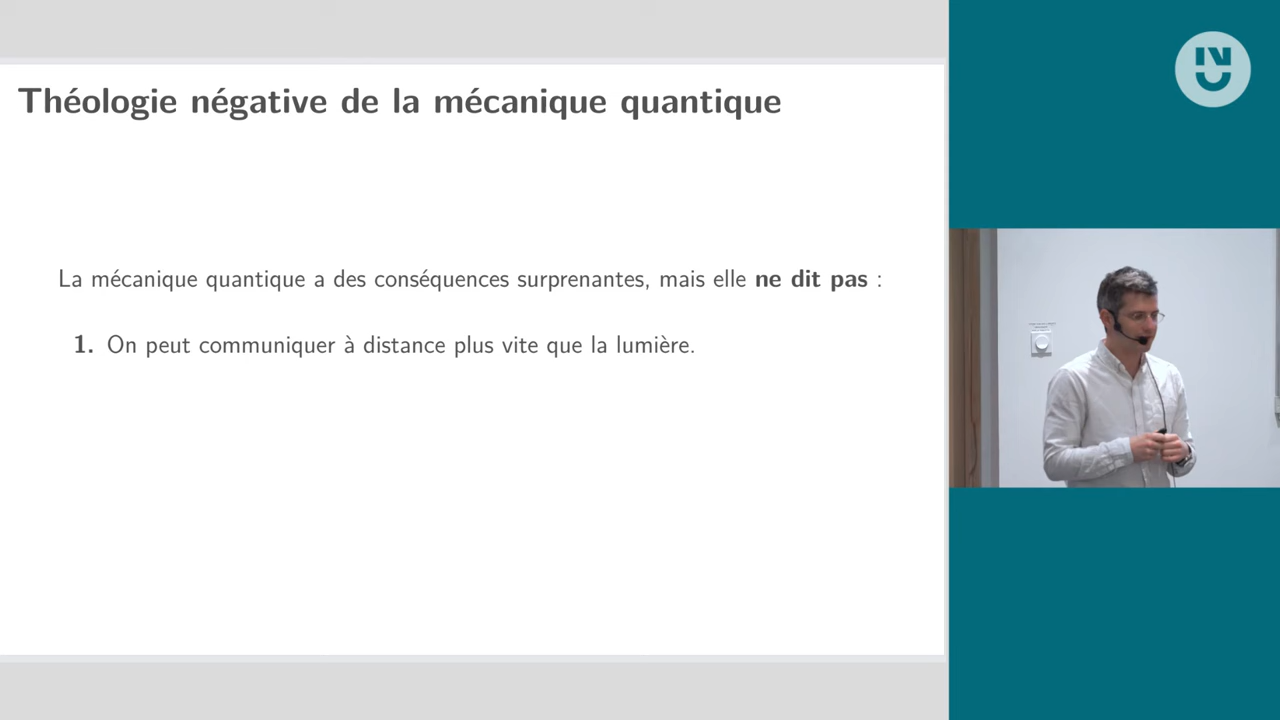 Théologie négative de la mécanique quantique
La mécanique quantique a des conséquences surprenantes, mais elle ne dit pas :
1. On peut communiquer à distance plus vite que la lumière.